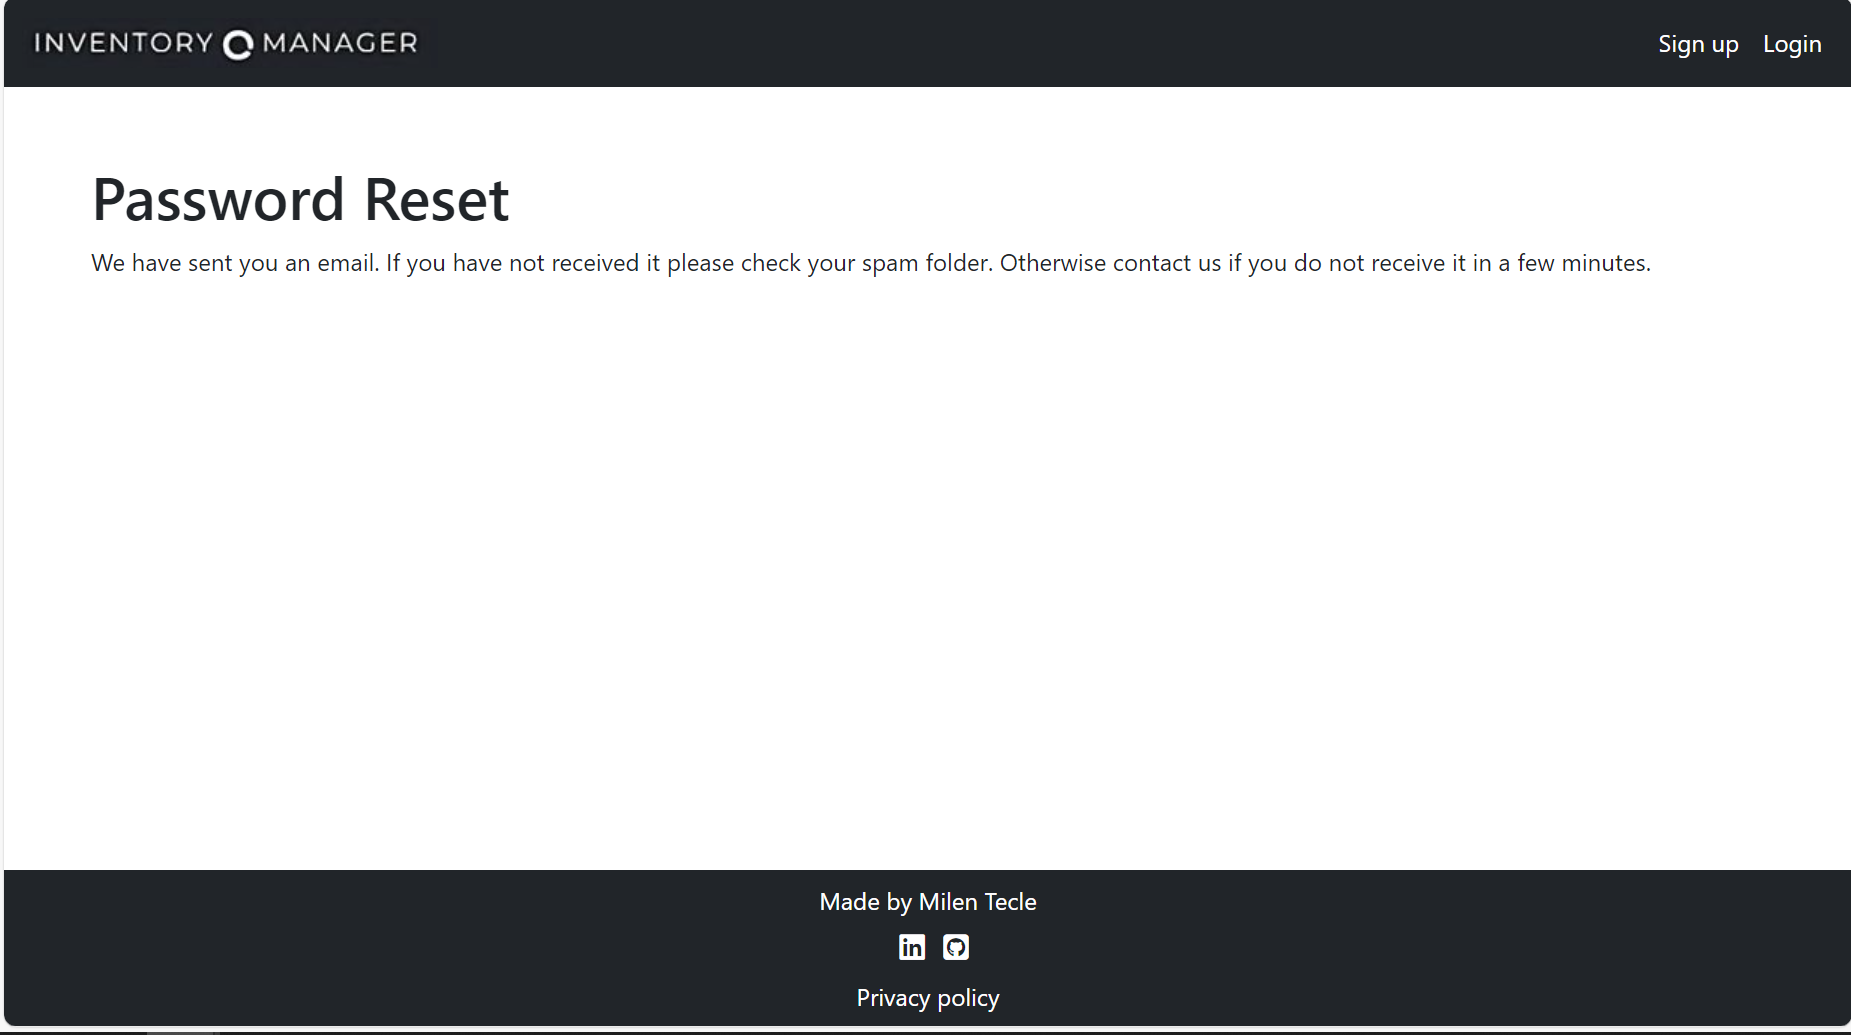 INVENTORY MANAGER
Sign up Login
Password Reset
We have sent you an email. If you have not received it please check your spam folder. Otherwise contact us if you do not receive it in a few minutes.
Made by Milen Tecle
in
Privacy policy